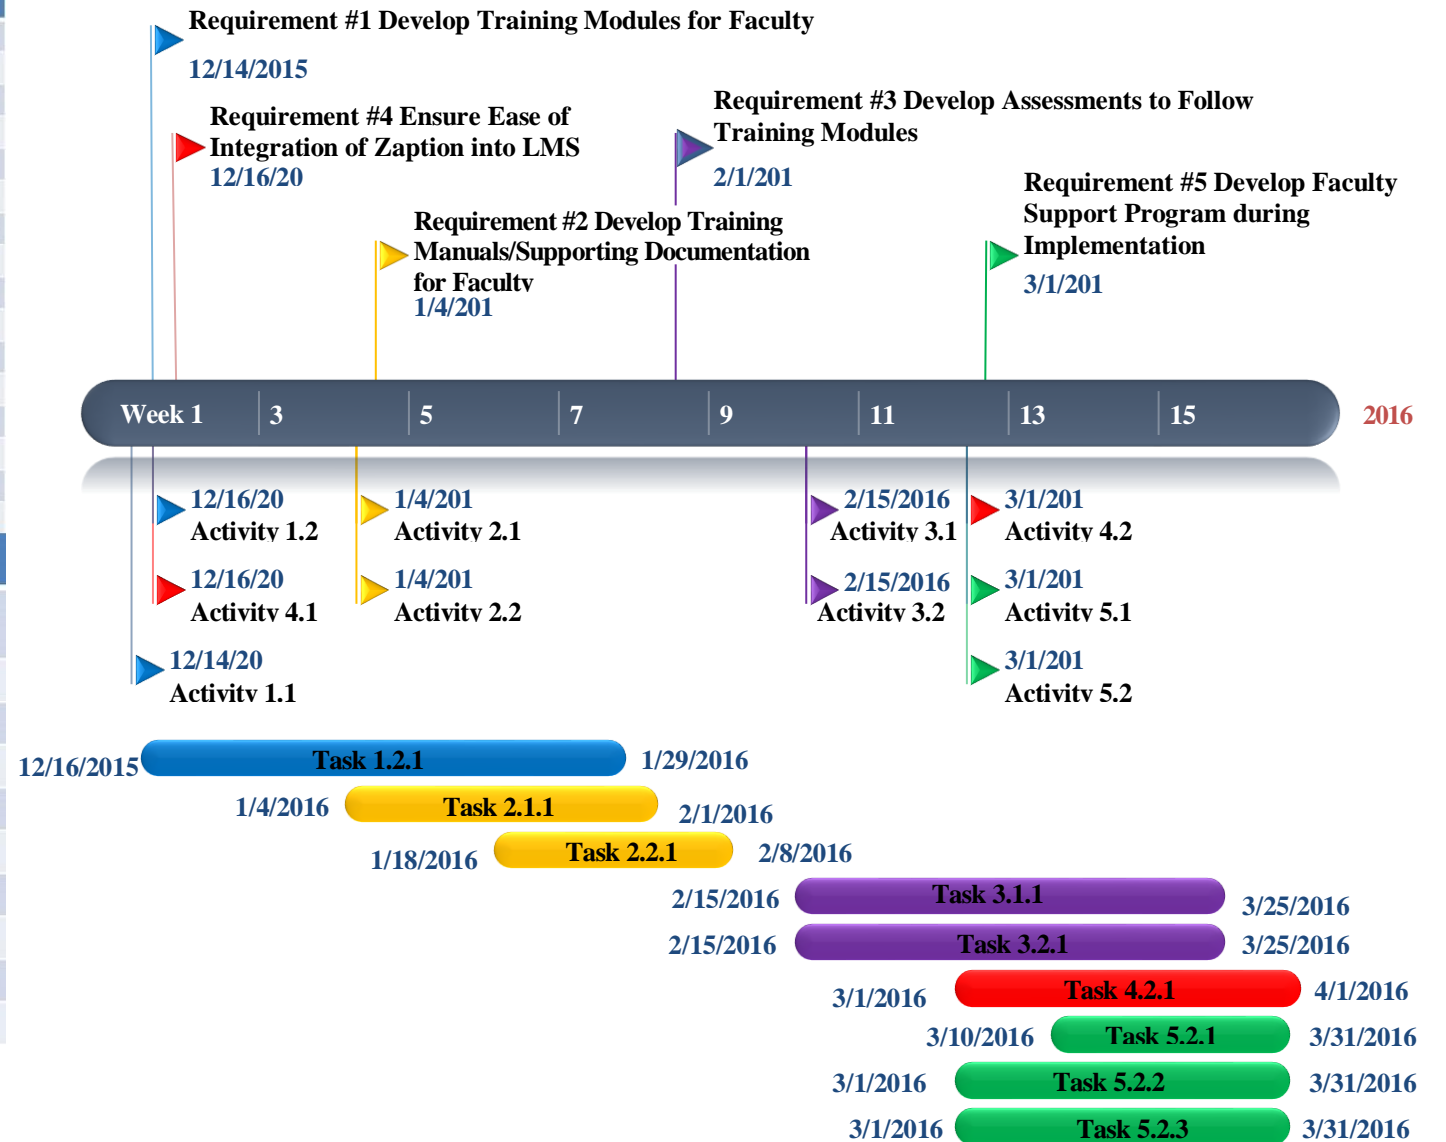 Requirement #1 Develop Training Modules for Faculty
12/14/2015
Requirement #4 Ensure Ease of
Integration of Zaption into LMS
12/16/20
Requirement #3 Develop Assessments to Follow
Training Modules
2/1/201
Requirement #5 Develop Faculty
Support Program during
Implementation
3/1/201
Requirement #2 Develop Training
Manuals/Supporting Documentation
for Faculty
1/4/201
Week 1
3
5
7
9
11
13
15
2016
12/16/20
Activity 1.2
1/4/201
Activity 2.1
2/15/2016
Activity 3.1
3/1/201
Activity 4.2
12/16/20
Activity 4.1
1/4/201
Activity 2.2
2/15/2016
Activity 3.2
3/1/201
Activity 5.1
12/14/20
Activity 1.1
3/1/201
Activity 5.2
12/16/2015 Task 1.2.1 1/29/2016
1/4/2016 Task 2.1.1 2/1/2016
1/18/2016 Task 2.2.1 2/8/2016
2/15/2016 Task 3.1.1 3/25/2016
2/15/2016 Task 3.2.1 3/25/2016
3/1/2016 Task 4.2.1 4/1/2016
3/10/2016 Task 5.2.1 3/31/2016
3/1/2016 Task 5.2.2 3/31/2016
3/1/2016 Task 5.2.3 3/31/2016